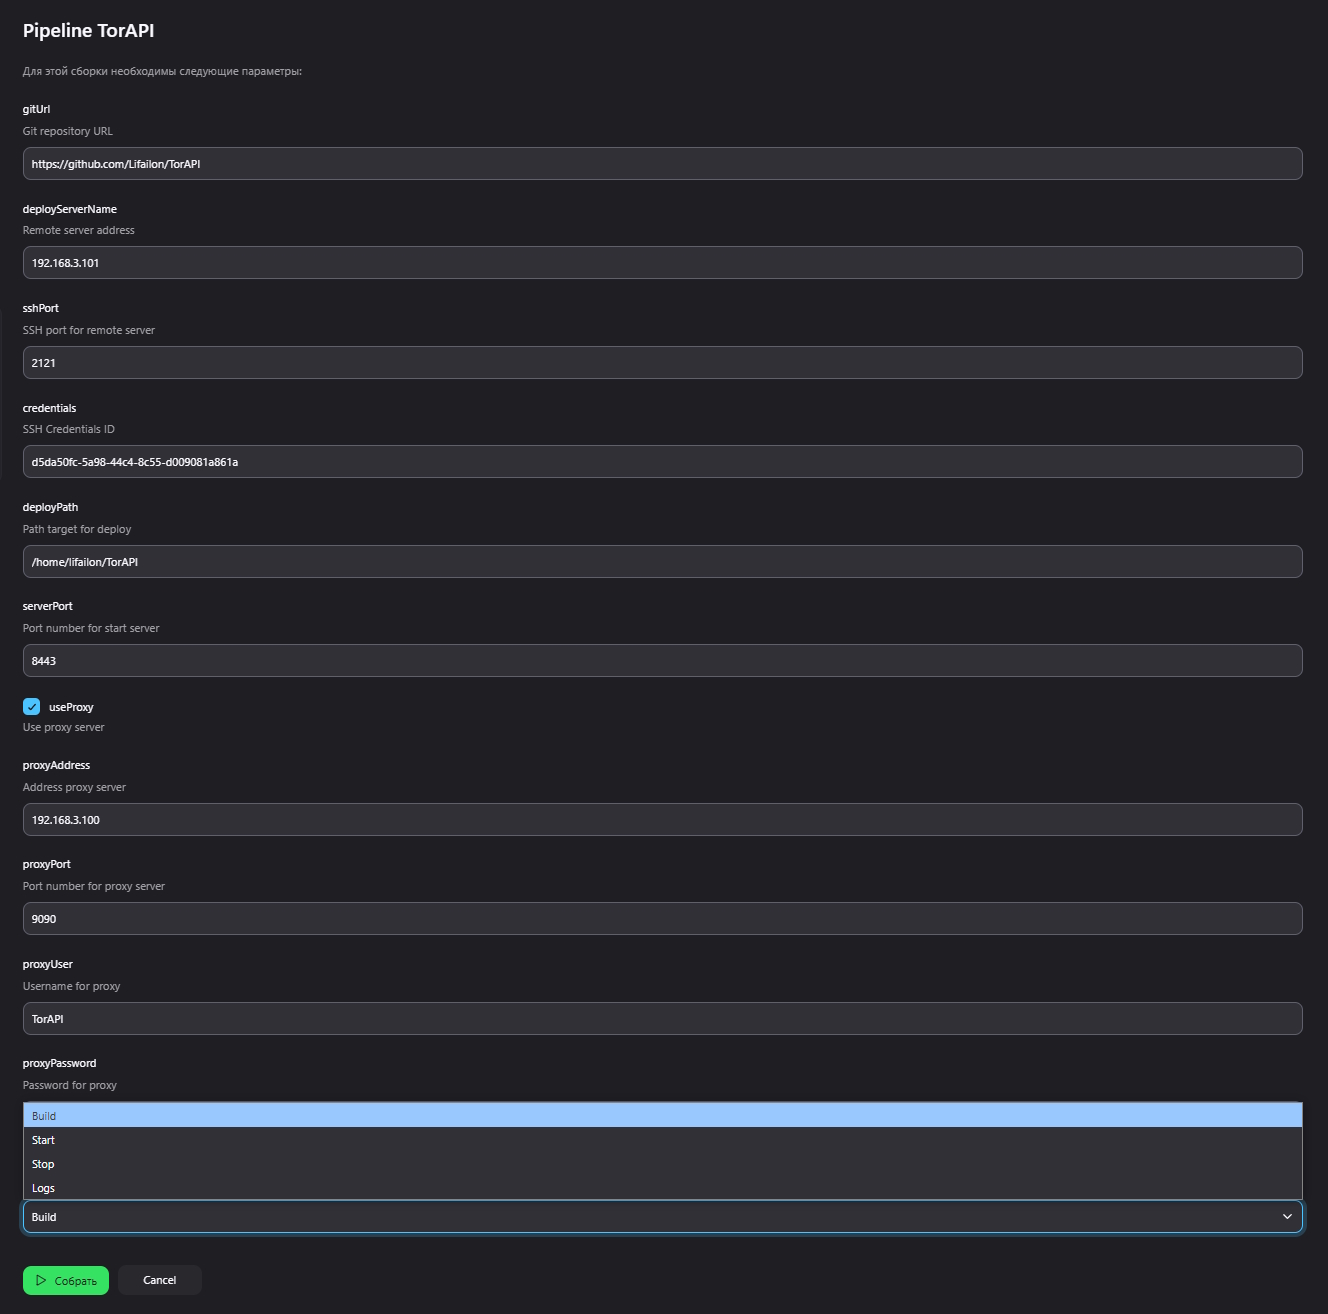 Pipeline TorAPI
Для этой сборки необходимы следующие параметры:
gitUrl
Git repository URL
https://github.com/Lifailon/TorAPI
deployServerName
Remote server address
192.168.3.101
sshPort
SSH port for remote server
2121
credentials
SSH Credentials ID
d5da50fc-5a98-44c4-8c55-d009081a861a
deployPath
Path target for deploy
/home/lifailon/TorAPI
serverPort
Port number for start server
8443
useProxy
Use proxy server
proxyAddress
Address proxy server
192.168.3.100
proxyPort
Port number for proxy server
9090
proxyUser
Username for proxy
TorAPI
proxyPassword
Password for proxy
Build
Start
Stop
Logs
Build
Собрать Cancel